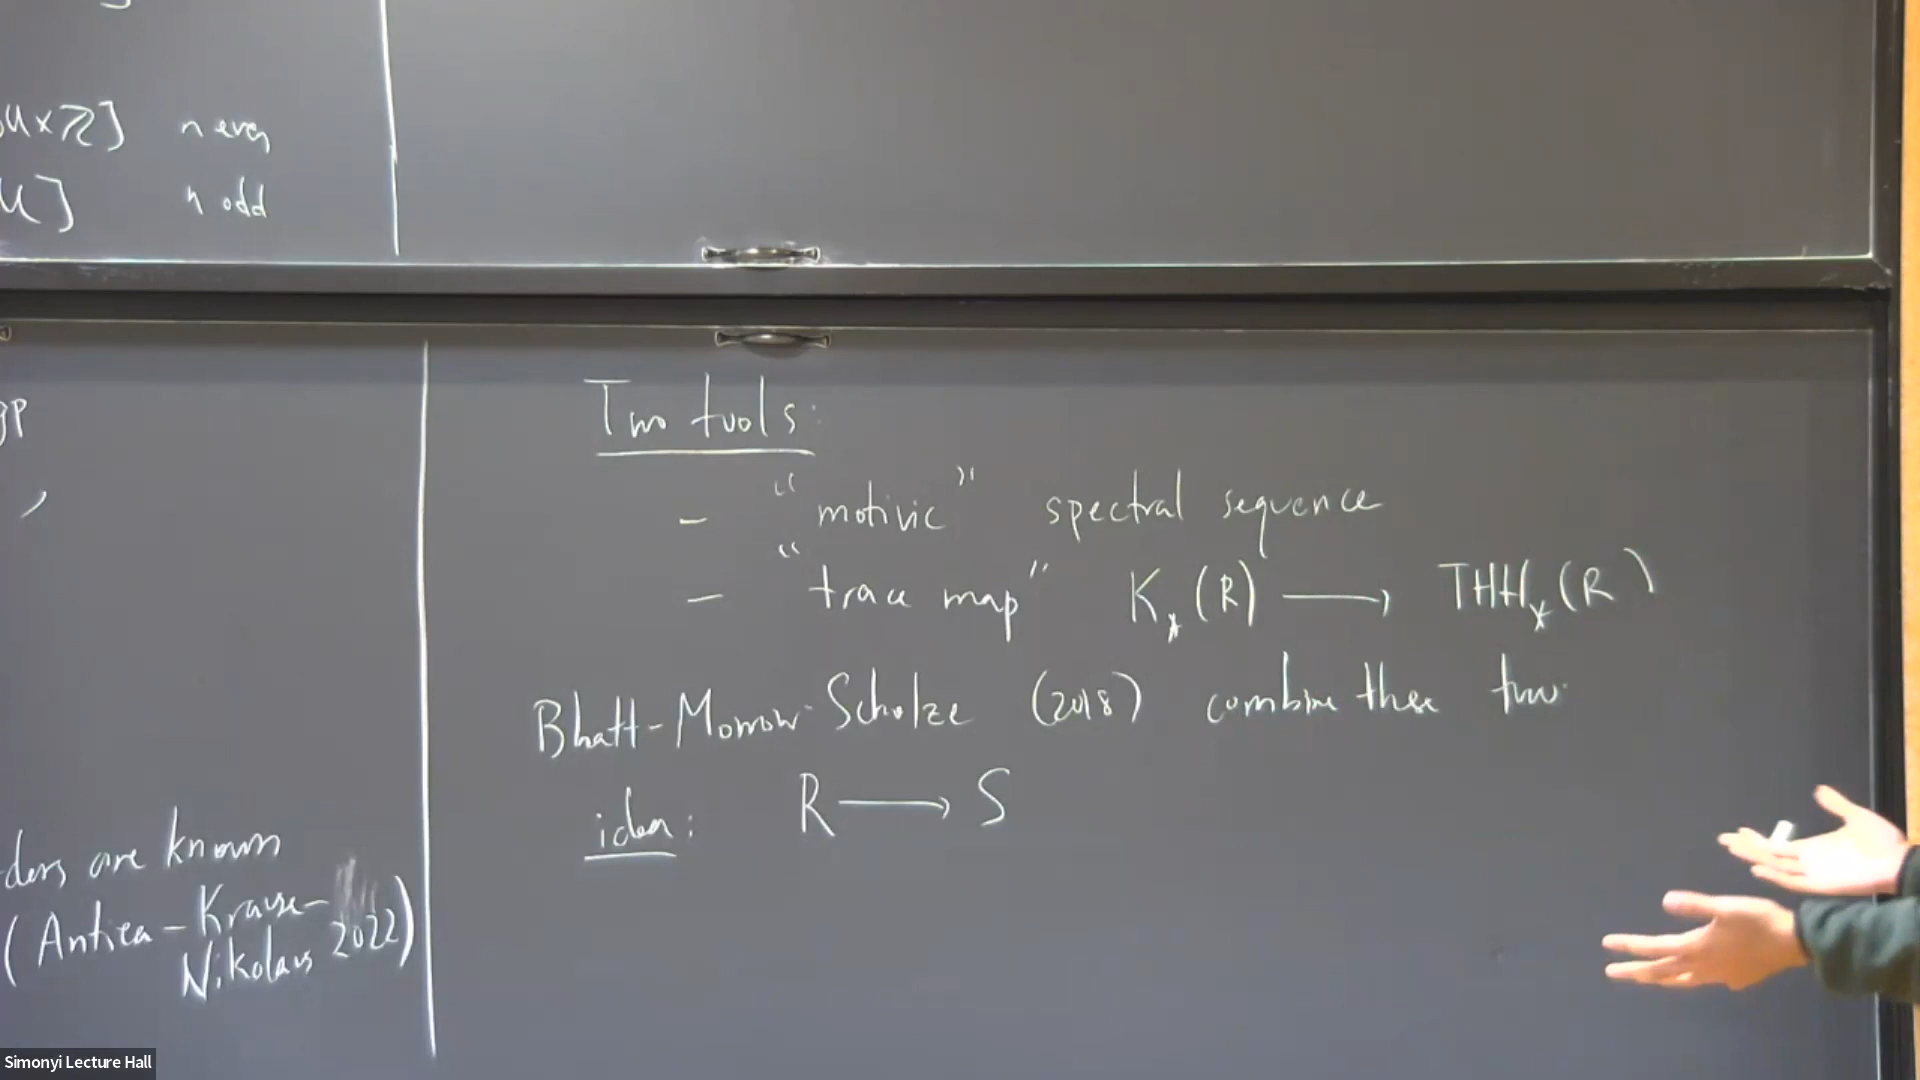 U×ℤ] n even
U] n odd
BP
,
ders are known
(Antieau-Krause-
Nikolaus 2022)
Two tools:
- "motivic" spectral sequence
- "trace map" K⁎(R) ⟶ THH⁎(R)
Bhatt-Morrow-Scholze (2018) combine these two.
idea: R ⟶ S
Simonyi Lecture Hall